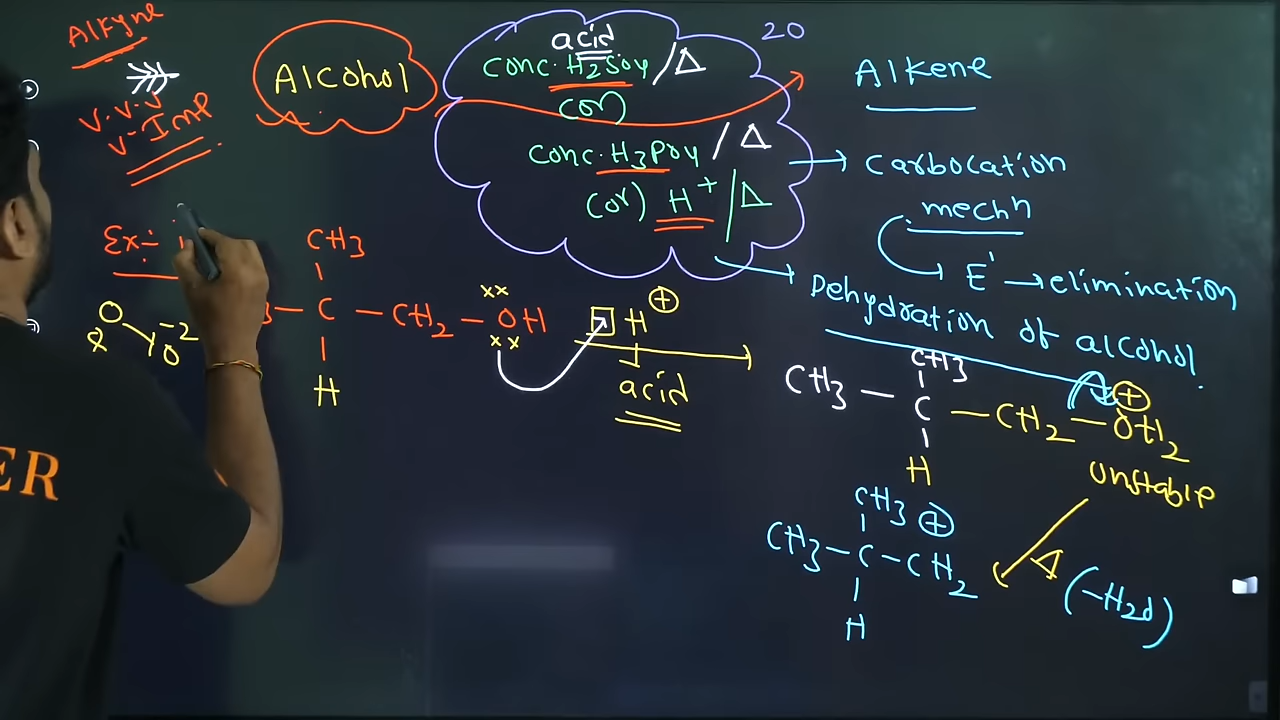 Alkyne
V.V.V
V.Imp
Alcohol
acid
conc. H2SO4/Δ
(or)
conc. H3PO4/Δ
(or) H+/Δ
20
Alkene
→ carbocation
mechn
E1 → elimination
→ Dehydration of alcohol.
Ex:- 1
CH3
— C — CH2 — OH
H
H ⊕
acid
CH3
CH3 — C — CH2 — OH2 ⊕
H
unstable
CH3 ⊕
CH3 — C — CH2
H
Δ (-H2O)
ER